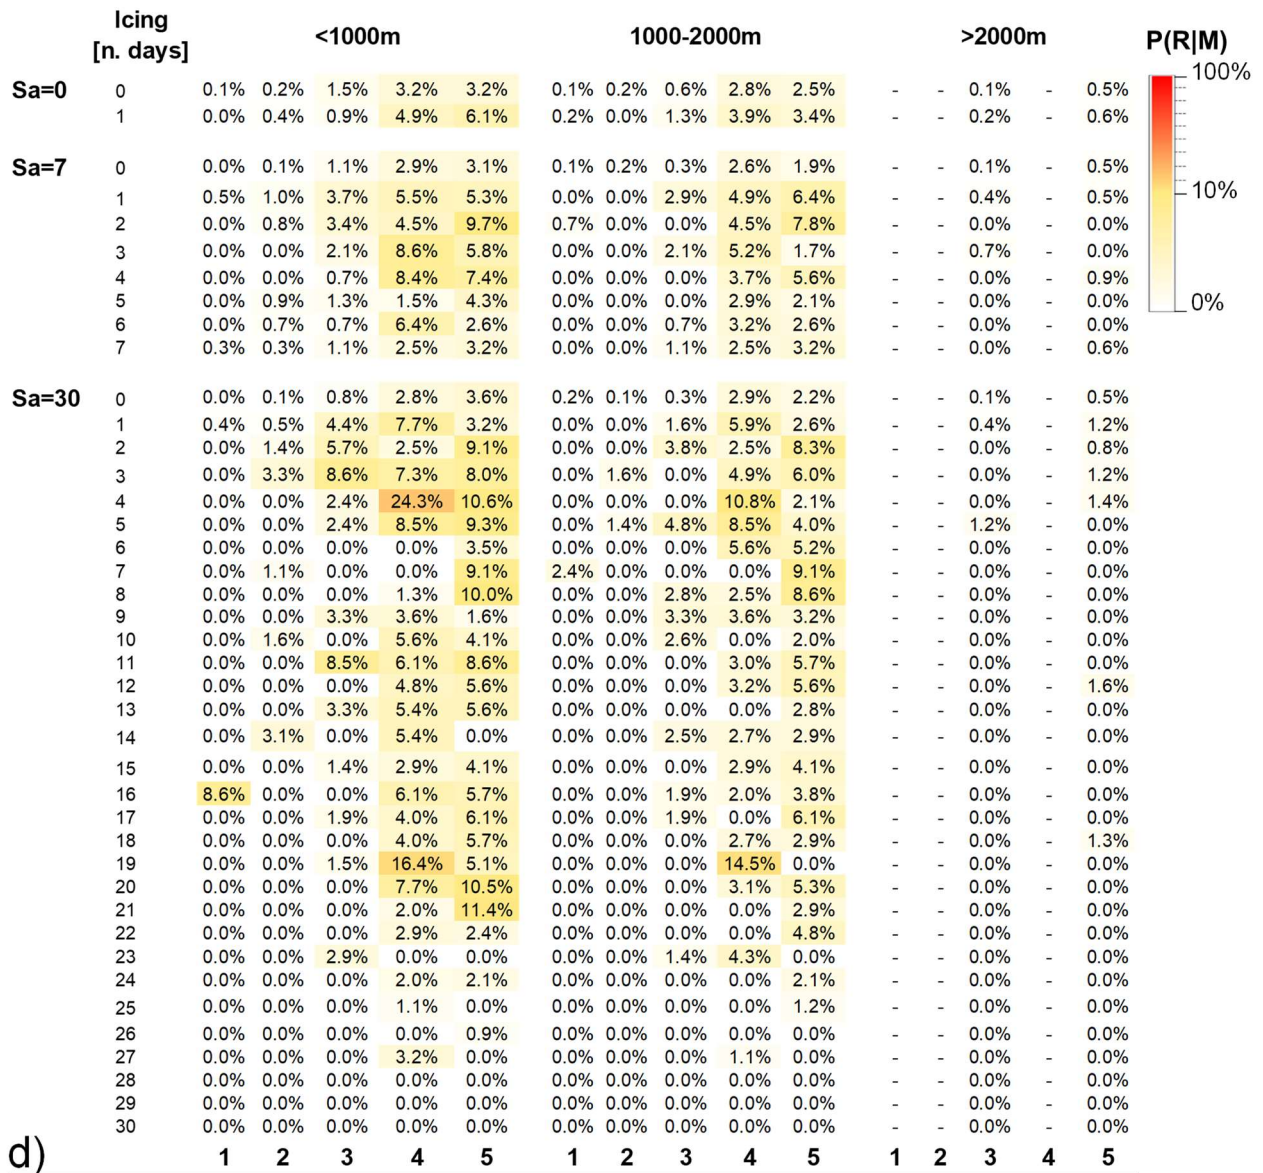 Icing
[n. days] <1000m 1000-2000m >2000m P(R|M)
100%
10%
0%
Sa=0 0 0.1% 0.2% 1.5% 3.2% 3.2% 0.1% 0.2% 0.6% 2.8% 2.5% - - 0.1% - 0.5%
1 0.0% 0.4% 0.9% 4.9% 6.1% 0.2% 0.0% 1.3% 3.9% 3.4% - - 0.2% - 0.6%
Sa=7 0 0.0% 0.1% 1.1% 2.9% 3.1% 0.1% 0.2% 0.3% 2.6% 1.9% - - 0.1% - 0.5%
1 0.5% 1.0% 3.7% 5.5% 5.3% 0.0% 0.0% 2.9% 4.9% 6.4% - - 0.4% - 0.5%
2 0.0% 0.8% 3.4% 4.5% 9.7% 0.7% 0.0% 0.0% 4.5% 7.8% - - 0.0% - 0.0%
3 0.0% 0.0% 2.1% 8.6% 5.8% 0.0% 0.0% 2.1% 5.2% 1.7% - - 0.7% - 0.0%
4 0.0% 0.0% 0.7% 8.4% 7.4% 0.0% 0.0% 0.0% 3.7% 5.6% - - 0.0% - 0.9%
5 0.0% 0.9% 1.3% 1.5% 4.3% 0.0% 0.0% 0.0% 2.9% 2.1% - - 0.0% - 0.0%
6 0.0% 0.7% 0.7% 6.4% 2.6% 0.0% 0.0% 0.7% 3.2% 2.6% - - 0.0% - 0.0%
7 0.3% 0.3% 1.1% 2.5% 3.2% 0.0% 0.0% 1.1% 2.5% 3.2% - - 0.0% - 0.6%
Sa=30 0 0.0% 0.1% 0.8% 2.8% 3.6% 0.2% 0.1% 0.3% 2.9% 2.2% - - 0.1% - 0.5%
1 0.4% 0.5% 4.4% 7.7% 3.2% 0.0% 0.0% 1.6% 5.9% 2.6% - - 0.4% - 1.2%
2 0.0% 1.4% 5.7% 2.5% 9.1% 0.0% 0.0% 3.8% 2.5% 8.3% - - 0.0% - 0.8%
3 0.0% 3.3% 8.6% 7.3% 8.0% 0.0% 1.6% 0.0% 4.9% 6.0% - - 0.0% - 1.2%
4 0.0% 0.0% 2.4% 24.3% 10.6% 0.0% 0.0% 0.0% 10.8% 2.1% - - 0.0% - 1.4%
5 0.0% 0.0% 2.4% 8.5% 9.3% 0.0% 1.4% 4.8% 8.5% 4.0% - - 1.2% - 0.0%
6 0.0% 0.0% 0.0% 0.0% 3.5% 0.0% 0.0% 0.0% 5.6% 5.2% - - 0.0% - 0.0%
7 0.0% 1.1% 0.0% 0.0% 9.1% 2.4% 0.0% 0.0% 0.0% 9.1% - - 0.0% - 0.0%
8 0.0% 0.0% 0.0% 1.3% 10.0% 0.0% 0.0% 2.8% 2.5% 8.6% - - 0.0% - 0.0%
9 0.0% 0.0% 3.3% 3.6% 1.6% 0.0% 0.0% 3.3% 3.6% 3.2% - - 0.0% - 0.0%
10 0.0% 1.6% 0.0% 5.6% 4.1% 0.0% 0.0% 2.6% 0.0% 2.0% - - 0.0% - 0.0%
11 0.0% 0.0% 8.5% 6.1% 8.6% 0.0% 0.0% 0.0% 3.0% 5.7% - - 0.0% - 0.0%
12 0.0% 0.0% 0.0% 4.8% 5.6% 0.0% 0.0% 0.0% 3.2% 5.6% - - 0.0% - 1.6%
13 0.0% 0.0% 3.3% 5.4% 5.6% 0.0% 0.0% 0.0% 0.0% 2.8% - - 0.0% - 0.0%
14 0.0% 3.1% 0.0% 5.4% 0.0% 0.0% 0.0% 2.5% 2.7% 2.9% - - 0.0% - 0.0%
15 0.0% 0.0% 1.4% 2.9% 4.1% 0.0% 0.0% 0.0% 2.9% 4.1% - - 0.0% - 0.0%
16 8.6% 0.0% 0.0% 6.1% 5.7% 0.0% 0.0% 1.9% 2.0% 3.8% - - 0.0% - 0.0%
17 0.0% 0.0% 1.9% 4.0% 6.1% 0.0% 0.0% 1.9% 0.0% 6.1% - - 0.0% - 0.0%
18 0.0% 0.0% 0.0% 4.0% 5.7% 0.0% 0.0% 0.0% 2.7% 2.9% - - 0.0% - 1.3%
19 0.0% 0.0% 1.5% 16.4% 5.1% 0.0% 0.0% 0.0% 14.5% 0.0% - - 0.0% - 0.0%
20 0.0% 0.0% 0.0% 7.7% 10.5% 0.0% 0.0% 0.0% 3.1% 5.3% - - 0.0% - 0.0%
21 0.0% 0.0% 0.0% 2.0% 11.4% 0.0% 0.0% 0.0% 0.0% 2.9% - - 0.0% - 0.0%
22 0.0% 0.0% 0.0% 2.9% 2.4% 0.0% 0.0% 0.0% 0.0% 4.8% - - 0.0% - 0.0%
23 0.0% 0.0% 2.9% 0.0% 0.0% 0.0% 0.0% 1.4% 4.3% 0.0% - - 0.0% - 0.0%
24 0.0% 0.0% 0.0% 2.0% 2.1% 0.0% 0.0% 0.0% 0.0% 2.1% - - 0.0% - 0.0%
25 0.0% 0.0% 0.0% 1.1% 0.0% 0.0% 0.0% 0.0% 0.0% 1.2% - - 0.0% - 0.0%
26 0.0% 0.0% 0.0% 0.0% 0.9% 0.0% 0.0% 0.0% 0.0% 0.0% - - 0.0% - 0.0%
27 0.0% 0.0% 0.0% 3.2% 0.0% 0.0% 0.0% 0.0% 1.1% 0.0% - - 0.0% - 0.0%
28 0.0% 0.0% 0.0% 0.0% 0.0% 0.0% 0.0% 0.0% 0.0% 0.0% - - 0.0% - 0.0%
29 0.0% 0.0% 0.0% 0.0% 0.0% 0.0% 0.0% 0.0% 0.0% 0.0% - - 0.0% - 0.0%
30 0.0% 0.0% 0.0% 0.0% 0.0% 0.0% 0.0% 0.0% 0.0% 0.0% - - 0.0% - 0.0%
d) 1 2 3 4 5 1 2 3 4 5 1 2 3 4 5